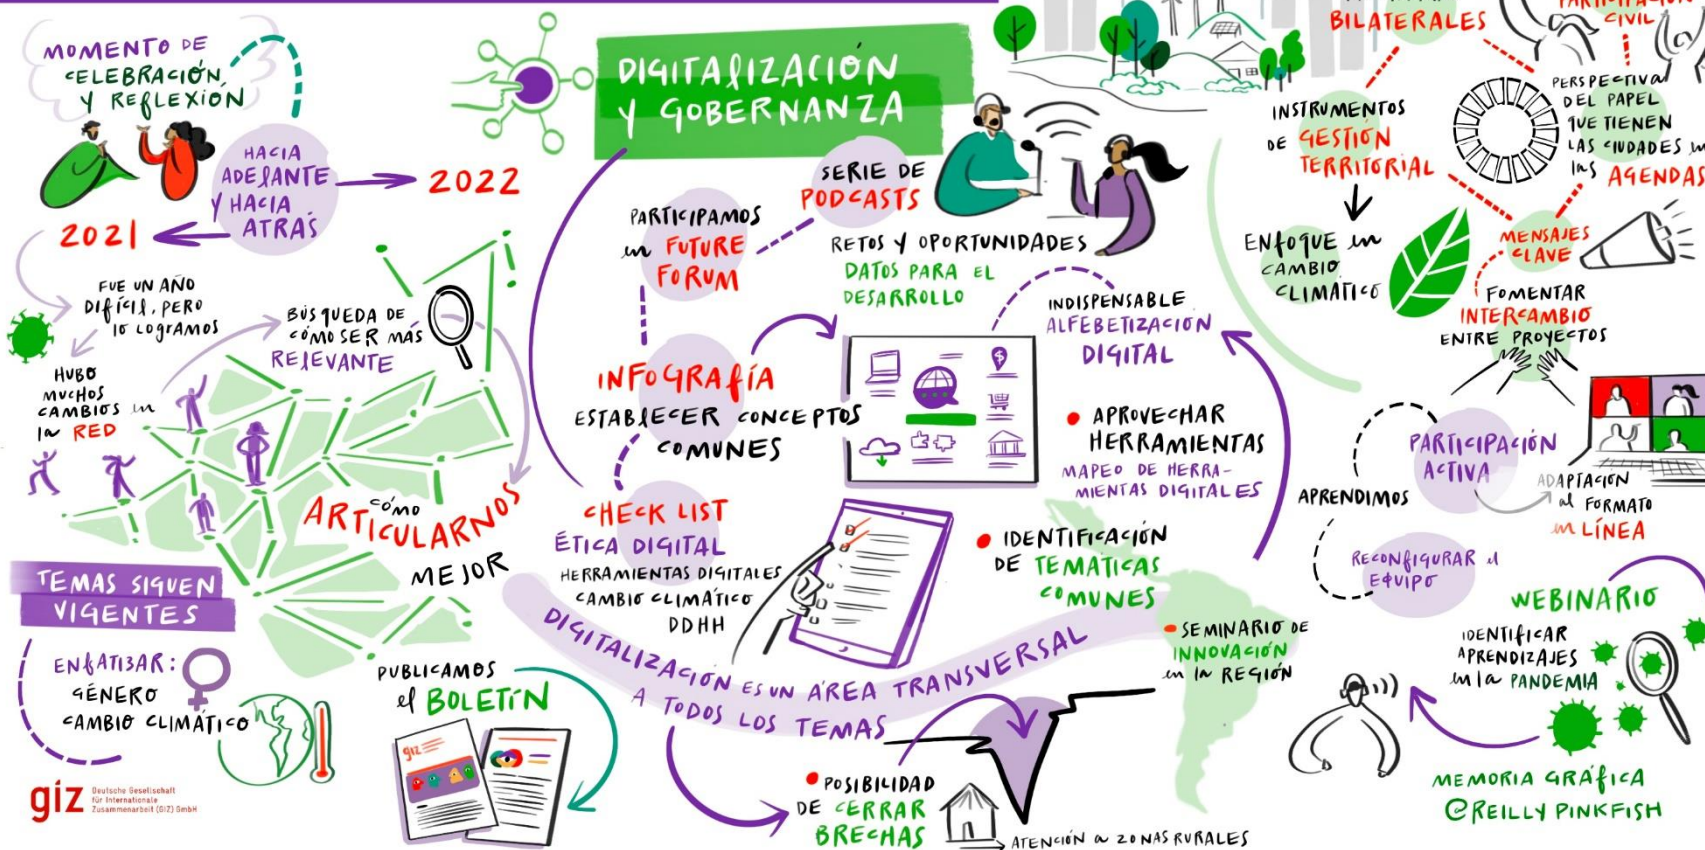 MOMENTO DE
CELEBRACIÓN
Y REFLEXIÓN
HACIA
ADELANTE
Y HACIA
ATRÁS
2022
2021
FUE UN AÑO
DIFÍCIL, PERO
lo LOGRAMOS
HUBO
MUCHOS
CAMBIOS en
la RED
BÚSQUEDA DE
CÓMO SER MÁS
RELEVANTE
CÓMO
ARTICULARNOS
MEJOR
TEMAS SIGUEN
VIGENTES
ENFATIZAR:
GÉNERO
CAMBIO CLIMÁTICO
giz
Deutsche Gesellschaft
für Internationale
Zusammenarbeit (GIZ) GmbH
DIGITALIZACIÓN
Y GOBERNANZA
SERIE DE
PODCASTS
PARTICIPAMOS
en FUTURE
FORUM
RETOS Y OPORTUNIDADES
DATOS PARA EL
DESARROLLO
INFOGRAFÍA
ESTABLECER CONCEPTOS
COMUNES
INDISPENSABLE
ALFEBETIZACIÓN
DIGITAL
APROVECHAR
HERRAMIENTAS
MAPEO DE HERRA-
MIENTAS DIGITALES
CHECK LIST
ÉTICA DIGITAL
HERRAMIENTAS DIGITALES
CAMBIO CLIMÁTICO
DDHH
IDENTIFICACIÓN
DE TEMÁTICAS
COMUNES
SEMINARIO DE
INNOVACIÓN
en la REGIÓN
DIGITALIZACIÓN ES UN ÁREA TRANSVERSAL
A TODOS LOS TEMAS
PUBLICAMOS
el BOLETÍN
giz
POSIBILIDAD
DE CERRAR
BRECHAS
ATENCIÓN a ZONAS RURALES
BILATERALES
CIVIL
INSTRUMENTOS
DE GESTIÓN
TERRITORIAL
PERSPECTIVA
DEL PAPEL
QUE TIENEN
LAS CIUDADES en
las AGENDAS
ENFOQUE en
CAMBIO
CLIMÁTICO
MENSAJES
CLAVE
FOMENTAR
INTERCAMBIO
ENTRE PROYECTOS
PARTICIPACIÓN
ACTIVA
APRENDIMOS
ADAPTACIÓN
al FORMATO
en LÍNEA
RECONFIGURAR el
EQUIPO
WEBINARIO
IDENTIFICAR
APRENDIZAJES
en la PANDEMIA
MEMORIA GRÁFICA
@REILLY PINKFISH